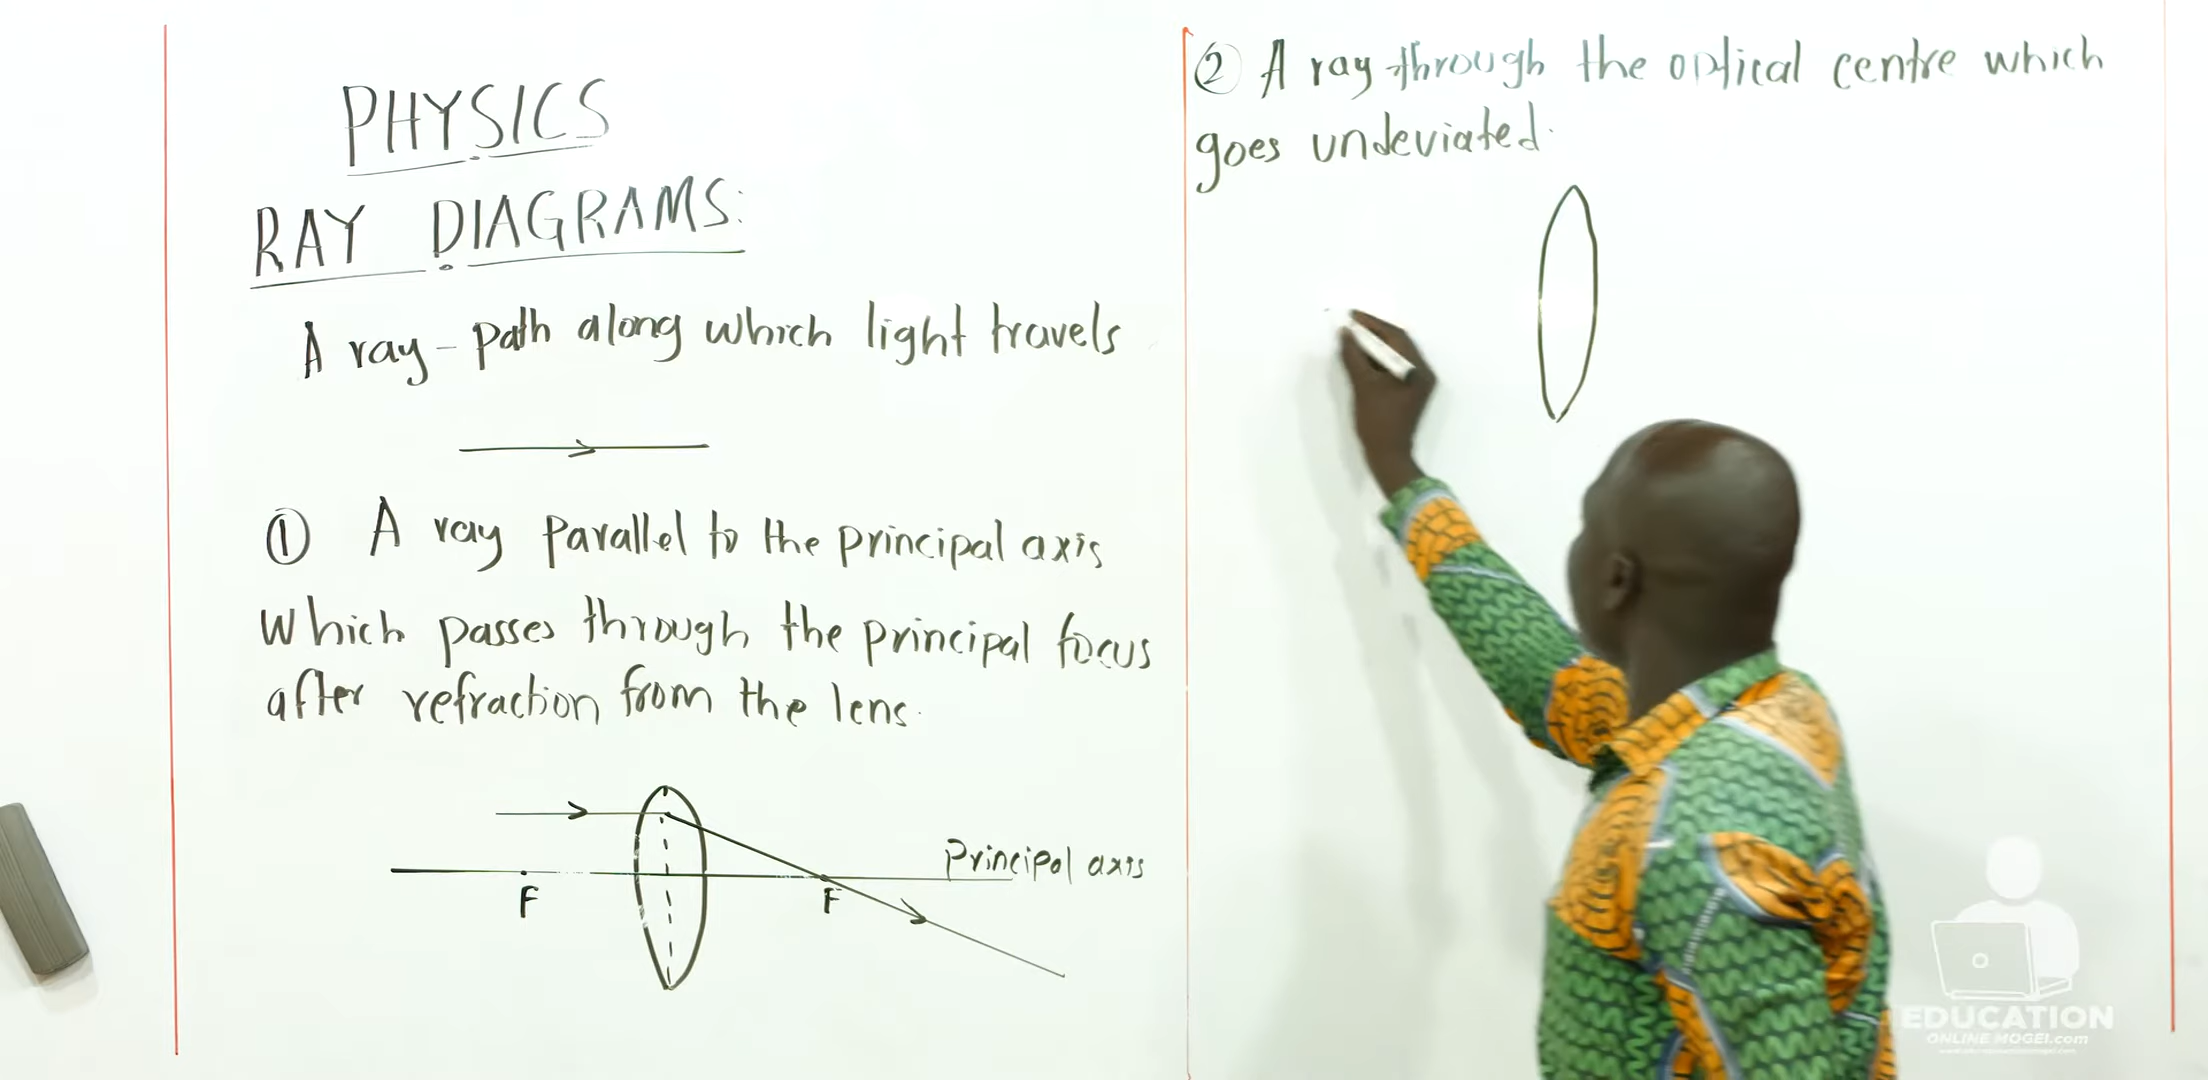 PHYSICS
RAY DIAGRAMS:
A ray - path along which light travels
① A ray parallel to the principal axis
which passes through the principal focus
after refraction from the lens.
F
F
Principal axis
② A ray through the optical centre which
goes undeviated.
EDUCATION
ONLINE MOGEI.com